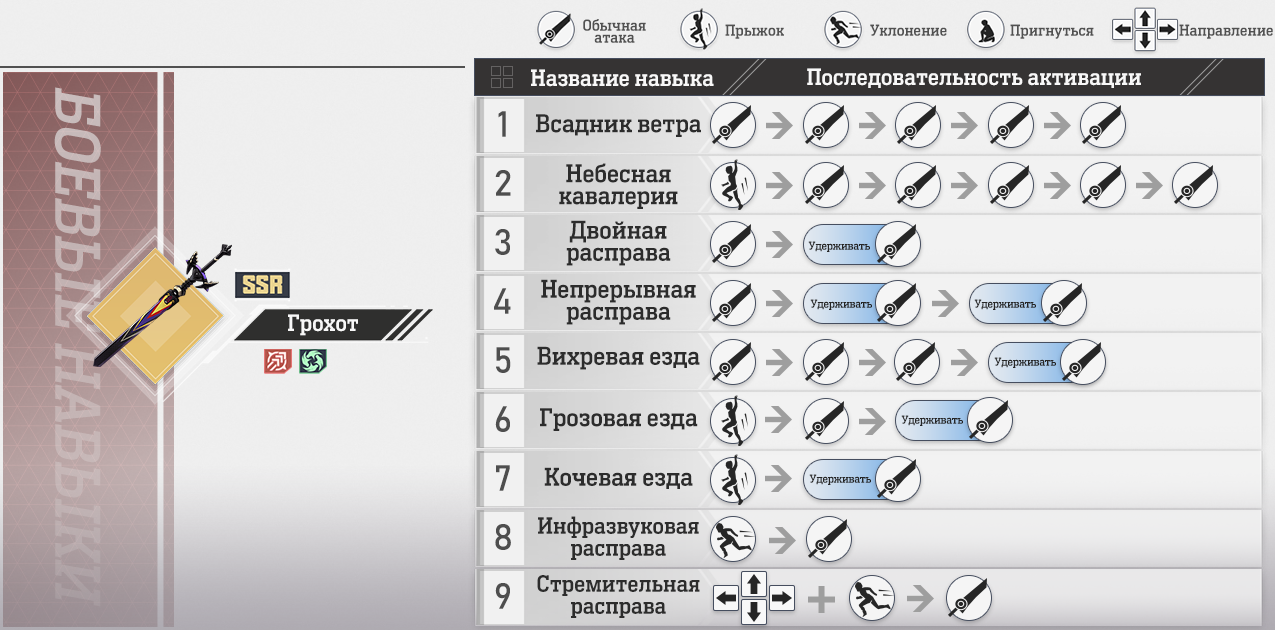 Обычная
атака
Прыжок
Уклонение
Пригнуться
Направление
Название навыка
Последовательность активации
БОЕВЫЕ НАВЫКИ
SSR
Грохот
1
Всадник ветра
2
Небесная
кавалерия
3
Двойная
расправа
Удерживать
4
Непрерывная
расправа
Удерживать
Удерживать
5
Вихревая езда
Удерживать
6
Грозовая езда
Удерживать
7
Кочевая езда
Удерживать
8
Инфразвуковая
расправа
9
Стремительная
расправа